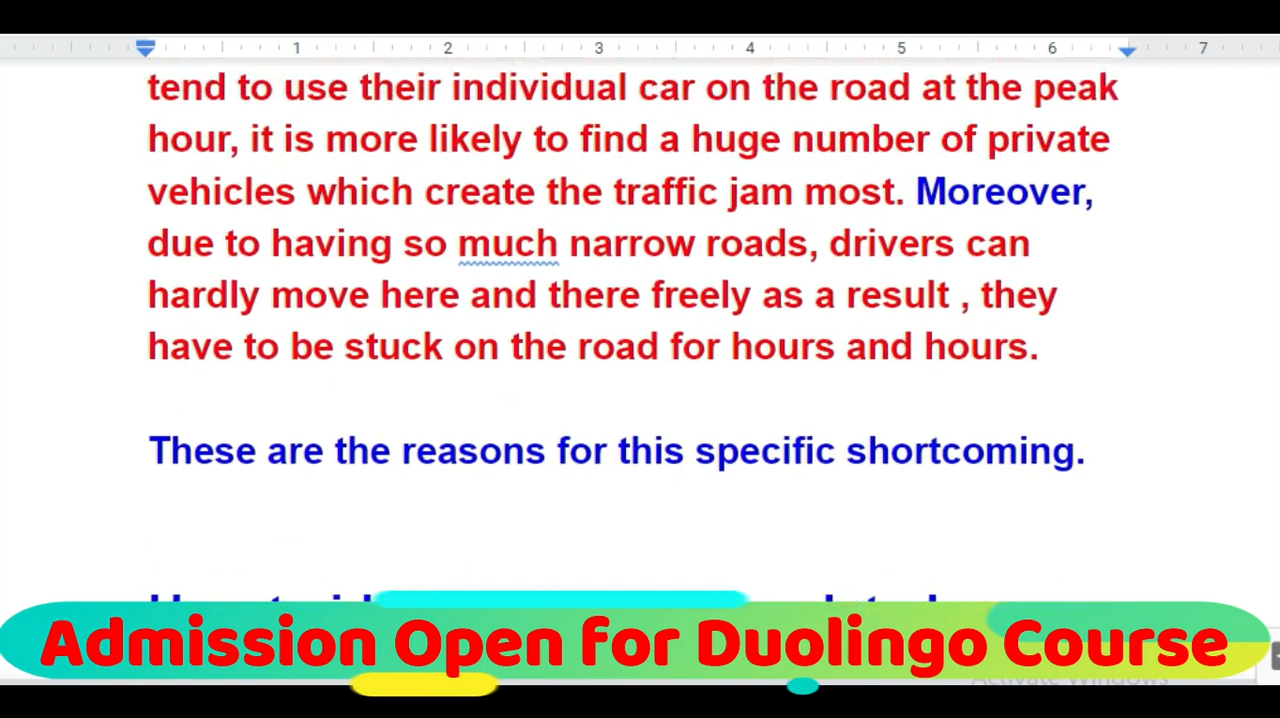 1 2 3 4 5 6 7
tend to use their individual car on the road at the peak
hour, it is more likely to find a huge number of private
vehicles which create the traffic jam most. Moreover,
due to having so much narrow roads, drivers can
hardly move here and there freely as a result , they
have to be stuck on the road for hours and hours.
These are the reasons for this specific shortcoming.
Admission Open for Duolingo Course
Activate Windows